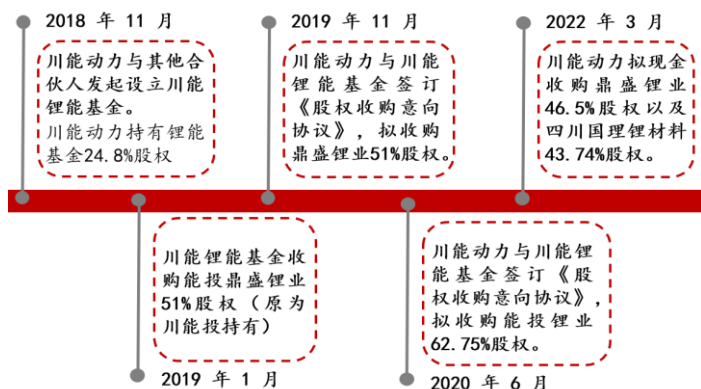 2018 年 11 月
川能动力与其他合
伙人发起设立川能
锂能基金。
川能动力持有锂能
基金24.8%股权
2019 年 11 月
川能动力与川能
锂能基金签订
《股权收购意向
协议》，拟收购
鼎盛锂业51%股权。
2022 年 3 月
川能动力拟现金
收购鼎盛锂业
46.5%股权以及
四川国理锂材料
43.74%股权。
川能锂能基金收
购能投鼎盛锂业
51%股权（原为
川能投持有）
2019 年 1 月
川能动力与川能锂
能基金签订《股
权收购意向协议》，
拟收购能投锂业
62.75%股权。
2020 年 6 月